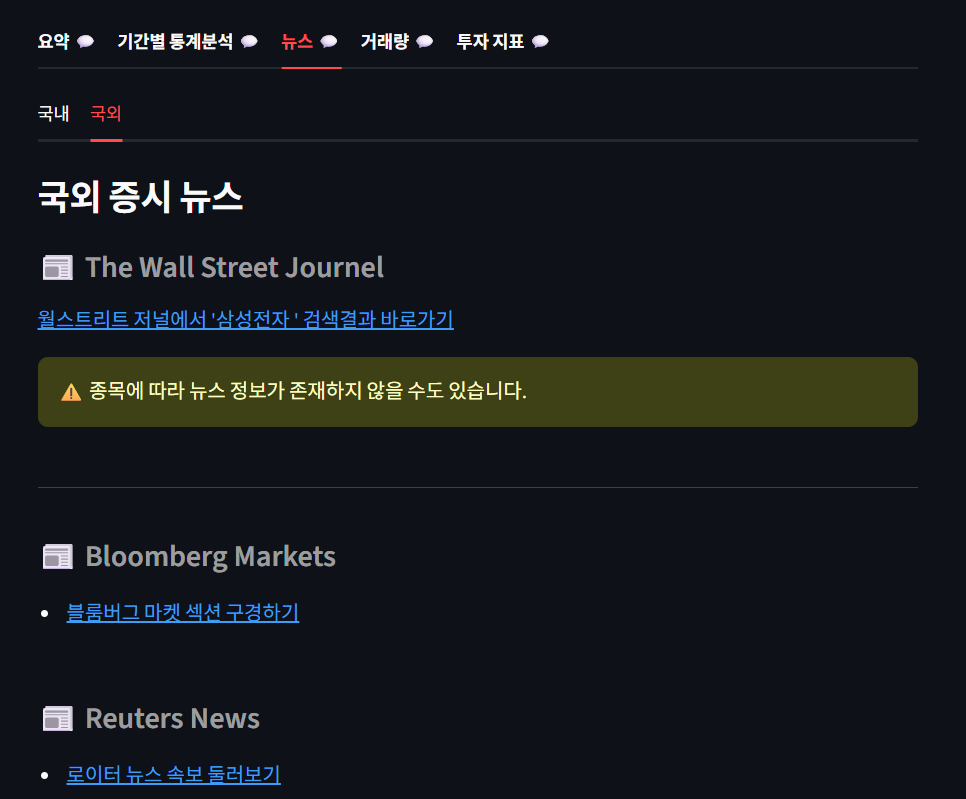 요약 💬 기간별 통계분석 💬 뉴스 💬 거래량 💬 투자 지표 💬
국내 국외
국외 증시 뉴스
📰 The Wall Street Journel
월스트리트 저널에서 '삼성전자 ' 검색결과 바로가기
⚠️ 종목에 따라 뉴스 정보가 존재하지 않을 수도 있습니다.
📰 Bloomberg Markets
• 블룸버그 마켓 섹션 구경하기
📰 Reuters News
• 로이터 뉴스 속보 둘러보기